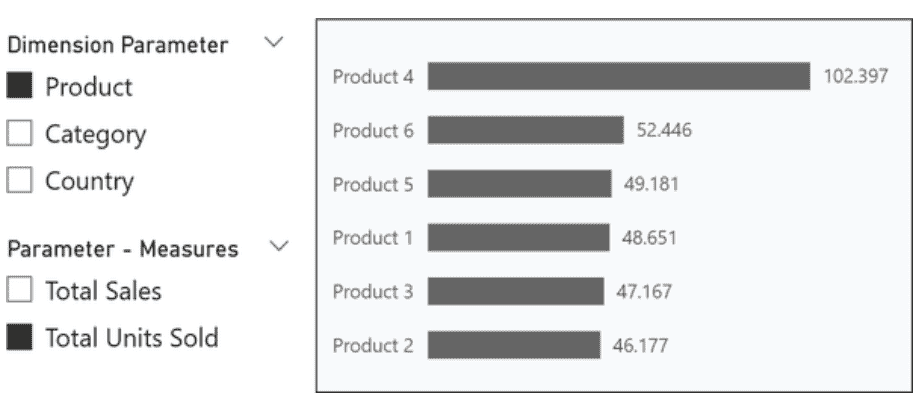 Dimension Parameter
Product
Category
Country
Parameter - Measures
Total Sales
Total Units Sold
Product 4 102.397
Product 6 52.446
Product 5 49.181
Product 1 48.651
Product 3 47.167
Product 2 46.177